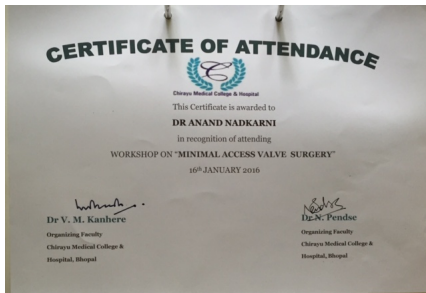 CERTIFICATE OF ATTENDANCE
Chirayu Medical College & Hospital
This Certificate is awarded to
DR ANAND NADKARNI
in recognition of attending
WORKSHOP ON "MINIMAL ACCESS VALVE SURGERY"
16th JANUARY 2016
Dr V. M. Kanhere
Organizing Faculty
Chirayu Medical College &
Hospital, Bhopal
Dr N. Pendse
Organizing Faculty
Chirayu Medical College &
Hospital, Bhopal